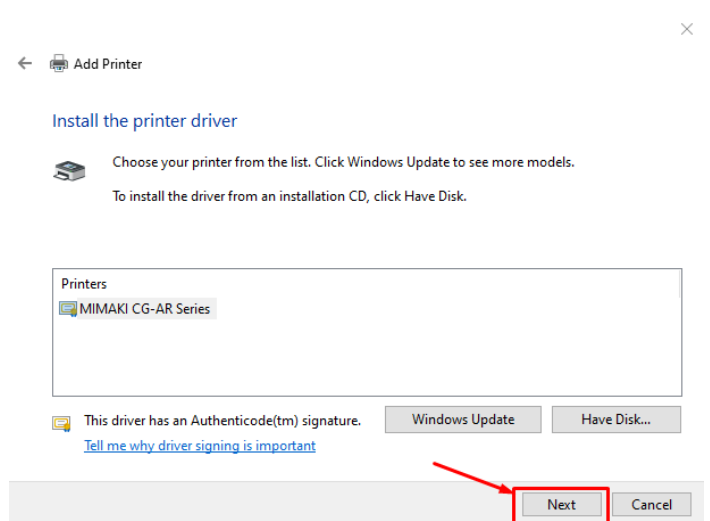 Add Printer
Install the printer driver
Choose your printer from the list. Click Windows Update to see more models.
To install the driver from an installation CD, click Have Disk.
Printers
MIMAKI CG-AR Series
This driver has an Authenticode(tm) signature.
Windows Update
Have Disk...
Tell me why driver signing is important
Next
Cancel